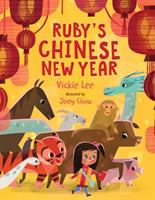 RUBY'S
CHINESE
NEW YEAR
Vickie Lee
illustrated by
Joey Chou